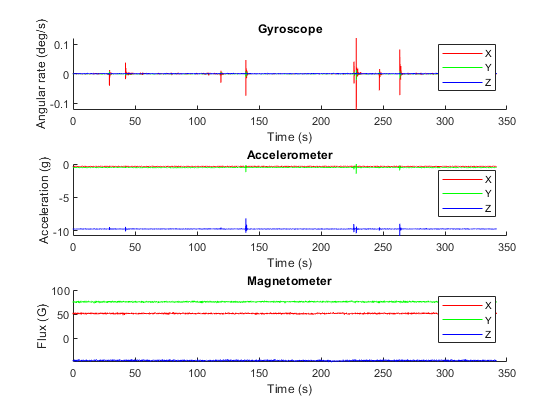 Gyroscope
Angular rate (deg/s)
0.1
0
-0.1
X
Y
Z
0 50 100 150 200 250 300 350
Time (s)
Accelerometer
Acceleration (g)
0
-5
-10
X
Y
Z
0 50 100 150 200 250 300 350
Time (s)
Magnetometer
Flux (G)
100
50
0
X
Y
Z
0 50 100 150 200 250 300 350
Time (s)